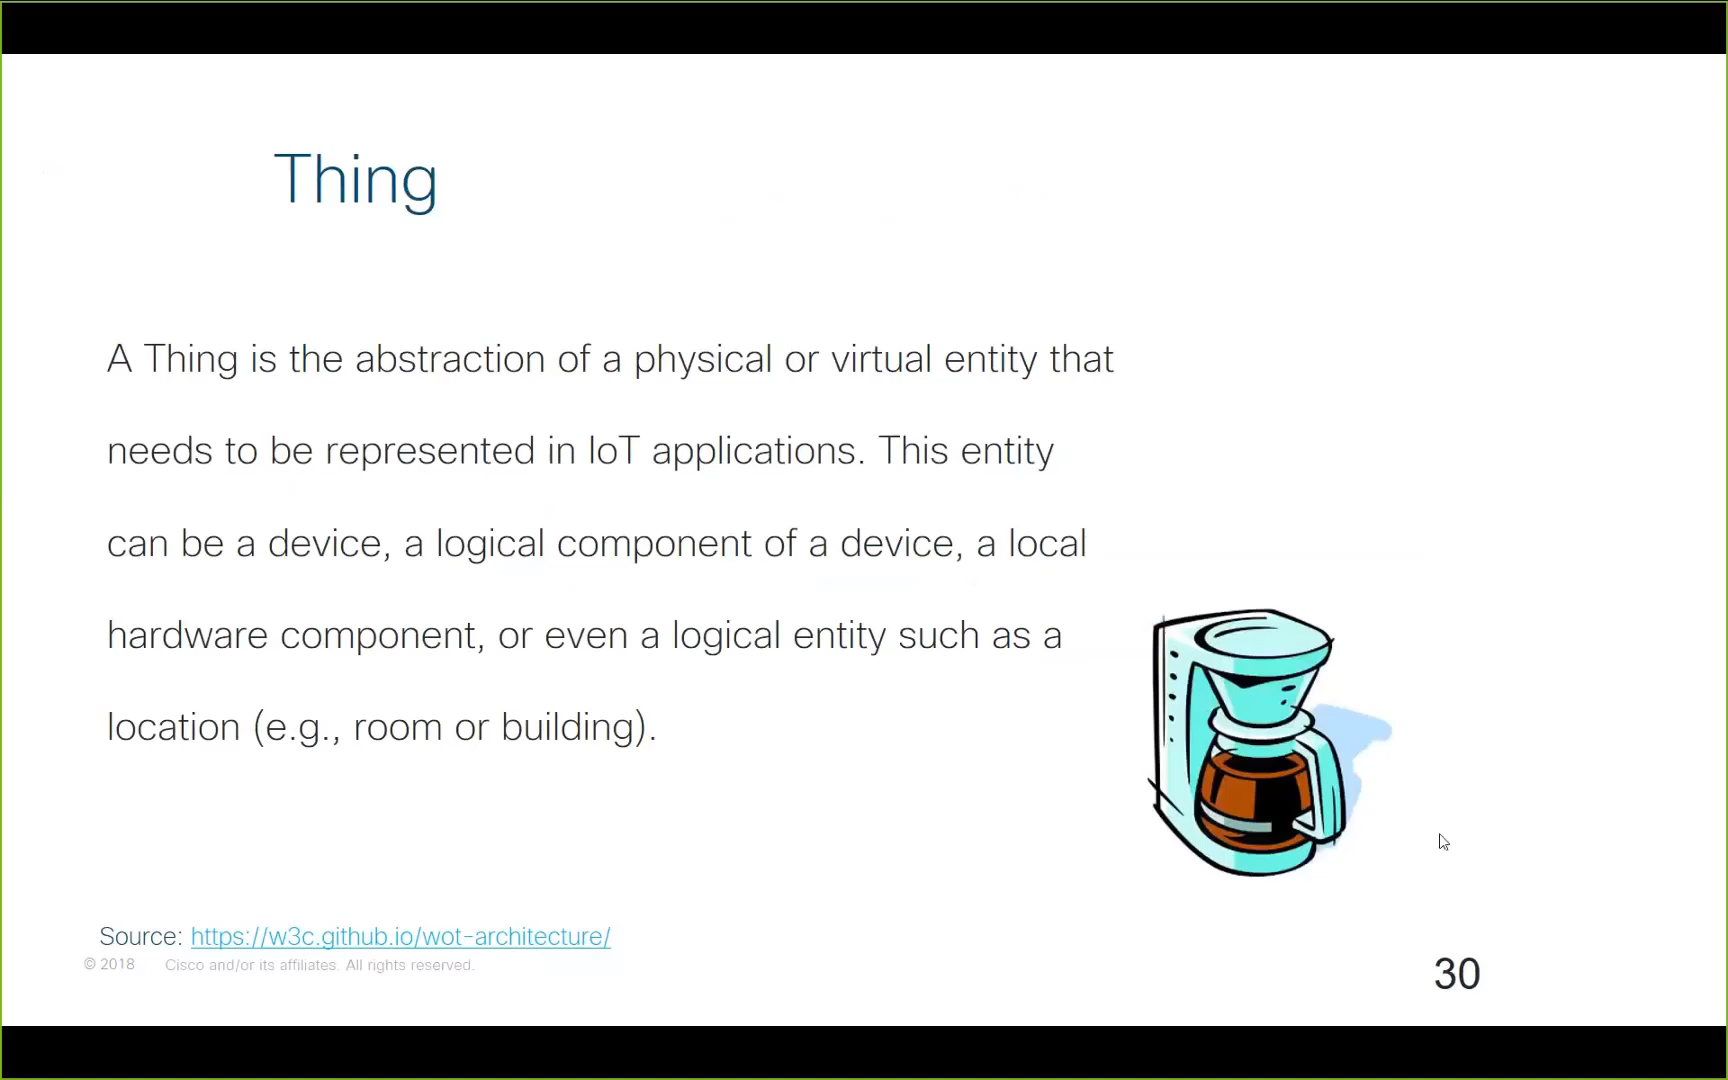 Thing
A Thing is the abstraction of a physical or virtual entity that
needs to be represented in IoT applications. This entity
can be a device, a logical component of a device, a local
hardware component, or even a logical entity such as a
location (e.g., room or building).
Source: https://w3c.github.io/wot-architecture/
© 2018 Cisco and/or its affiliates. All rights reserved.
30